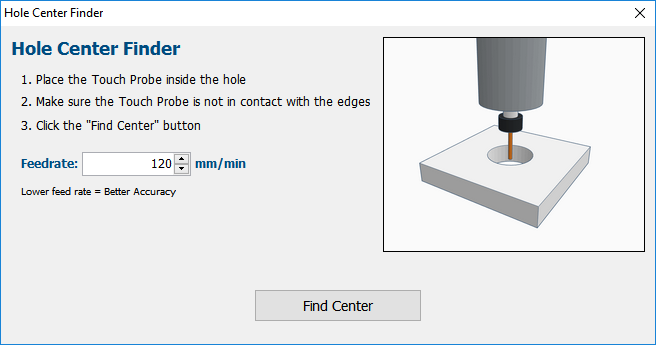 Hole Center Finder
Hole Center Finder
1. Place the Touch Probe inside the hole
2. Make sure the Touch Probe is not in contact with the edges
3. Click the "Find Center" button
Feedrate: 120 mm/min
Lower feed rate = Better Accuracy
Find Center